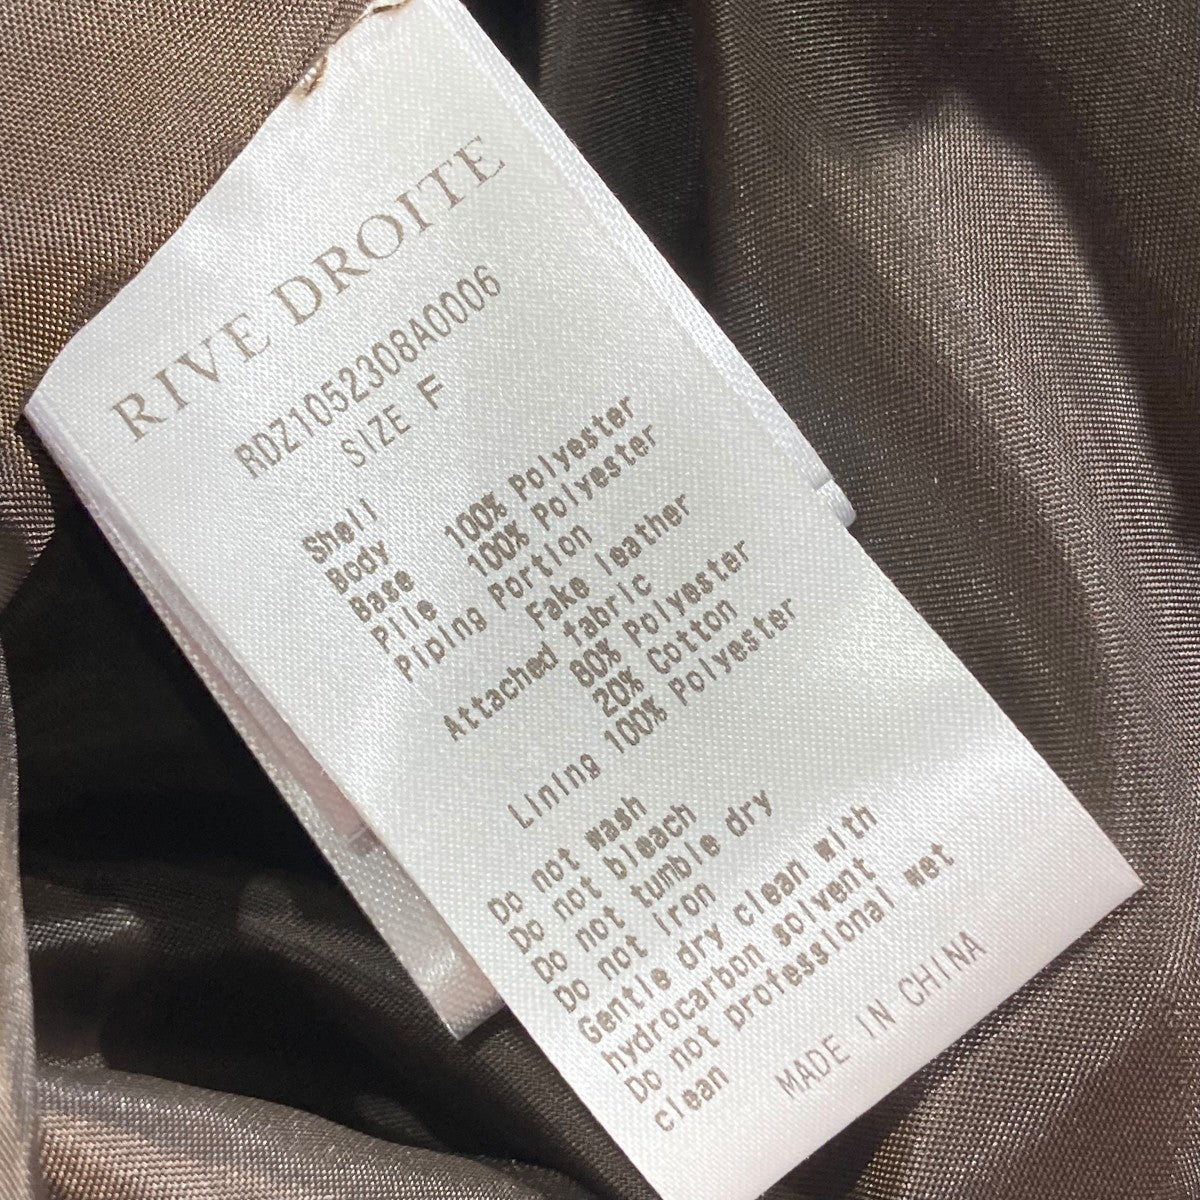 RIVE DROITE
RDZ1052308A0006
SIZE F
Shell
Body
Base 100% Polyester
Pile 100% Polyester
Piping Portion
Fake leather
Attached fabric
80% Polyester
20% Cotton
Lining 100% Polyester
Do not wash
Do not bleach
Do not tumble dry
Do not iron
Gentle dry clean with
hydrocarbon solvent
Do not professional wet
clean
MADE IN CHINA